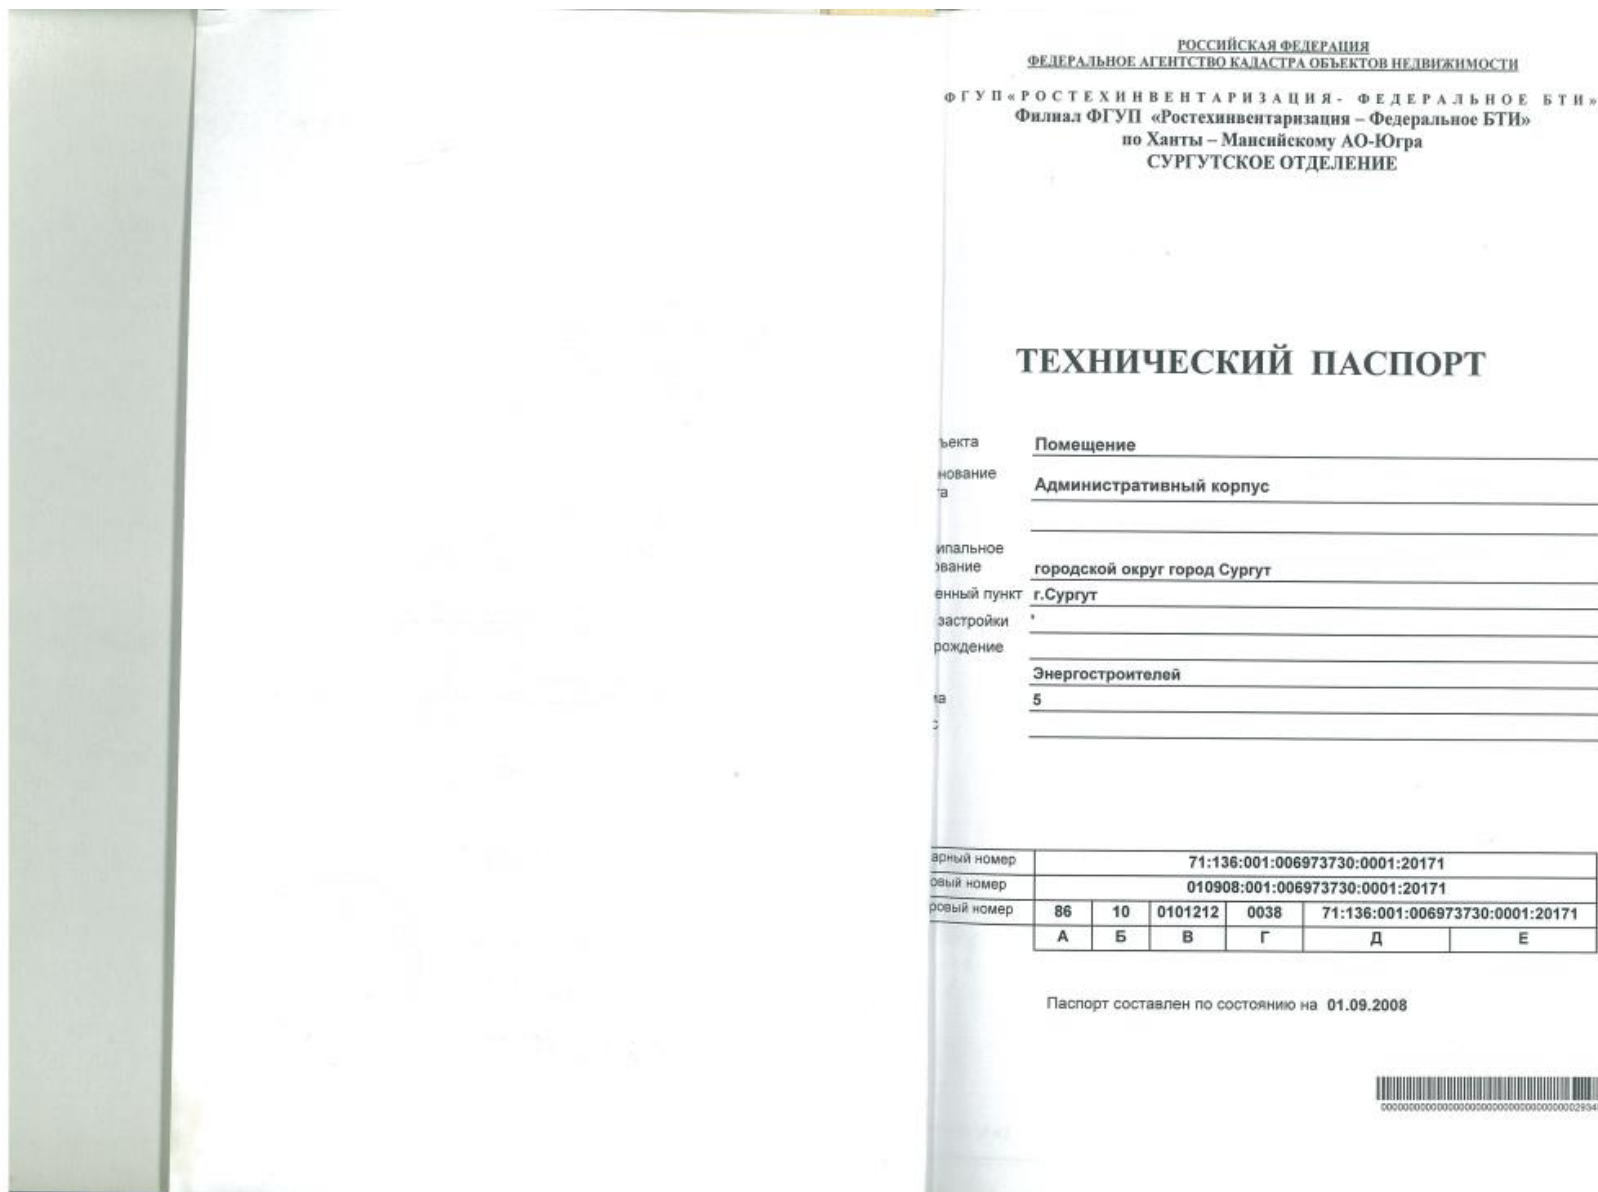 РОССИЙСКАЯ ФЕДЕРАЦИЯ
ФЕДЕРАЛЬНОЕ АГЕНТСТВО КАДАСТРА ОБЪЕКТОВ НЕДВИЖИМОСТИ
ФГУП«РОСТЕХИНВЕНТАРИЗАЦИЯ- ФЕДЕРАЛЬНОЕ БТИ»
Филиал ФГУП «Ростехинвентаризация – Федеральное БТИ»
по Ханты – Мансийскому АО-Югра
СУРГУТСКОЕ ОТДЕЛЕНИЕ
ТЕХНИЧЕСКИЙ ПАСПОРТ
ъекта Помещение
нование
та Административный корпус
ипальное
ование городской округ город Сургут
енный пункт г.Сургут
застройки
рождение
Энергостроителей
5
арный номер 71:136:001:006973730:0001:20171
овый номер 010908:001:006973730:0001:20171
ровый номер 86 10 0101212 0038 71:136:001:006973730:0001:20171
А Б В Г Д Е
Паспорт составлен по состоянию на 01.09.2008